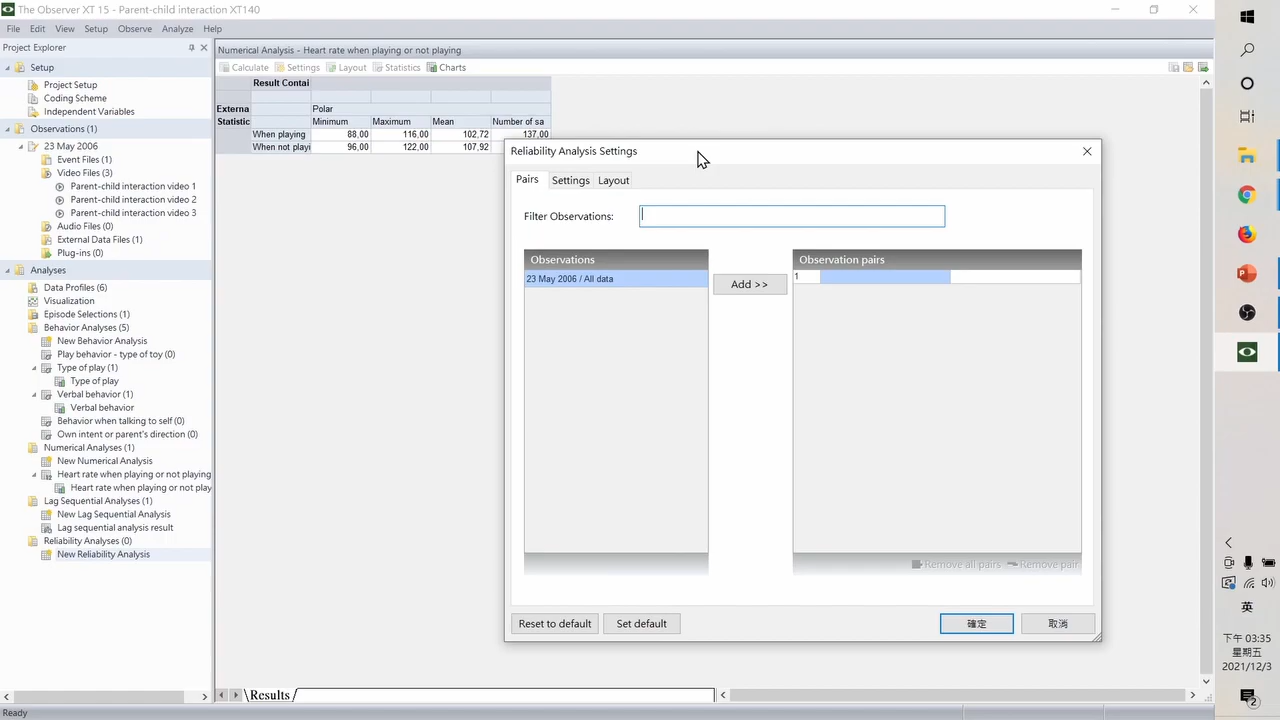 The Observer XT 15 - Parent-child interaction XT140
File Edit View Setup Observe Analyze Help
Project Explorer
Setup
Project Setup
Coding Scheme
Independent Variables
Observations (1)
23 May 2006
Event Files (1)
Video Files (3)
Parent-child interaction video 1
Parent-child interaction video 2
Parent-child interaction video 3
Audio Files (0)
External Data Files (1)
Plug-ins (0)
Analyses
Data Profiles (6)
Visualization
Episode Selections (1)
Behavior Analyses (5)
New Behavior Analysis
Play behavior - type of toy (0)
Type of play (1)
Type of play
Verbal behavior (1)
Verbal behavior
Behavior when talking to self (0)
Own intent or parent's direction (0)
Numerical Analyses (1)
New Numerical Analysis
Heart rate when playing or not playing
Heart rate when playing or not play
Lag Sequential Analyses (1)
New Lag Sequential Analysis
Lag sequential analysis result
Reliability Analyses (0)
New Reliability Analysis
Numerical Analysis - Heart rate when playing or not playing
Calculate Settings Layout Statistics Charts
Result Contai
Externa Polar
Statistic Minimum Maximum Mean Number of sa
When playing 88,00 116,00 102,72 137,00
When not playi 96,00 122,00 107,92
Reliability Analysis Settings
Pairs Settings Layout
Filter Observations:
Observations
23 May 2006 / All data
Add >>
Observation pairs
1
Remove all pairs Remove pair
Reset to default Set default 確定 取消
Results
Ready
英
下午 03:35
星期五
2021/12/3
2